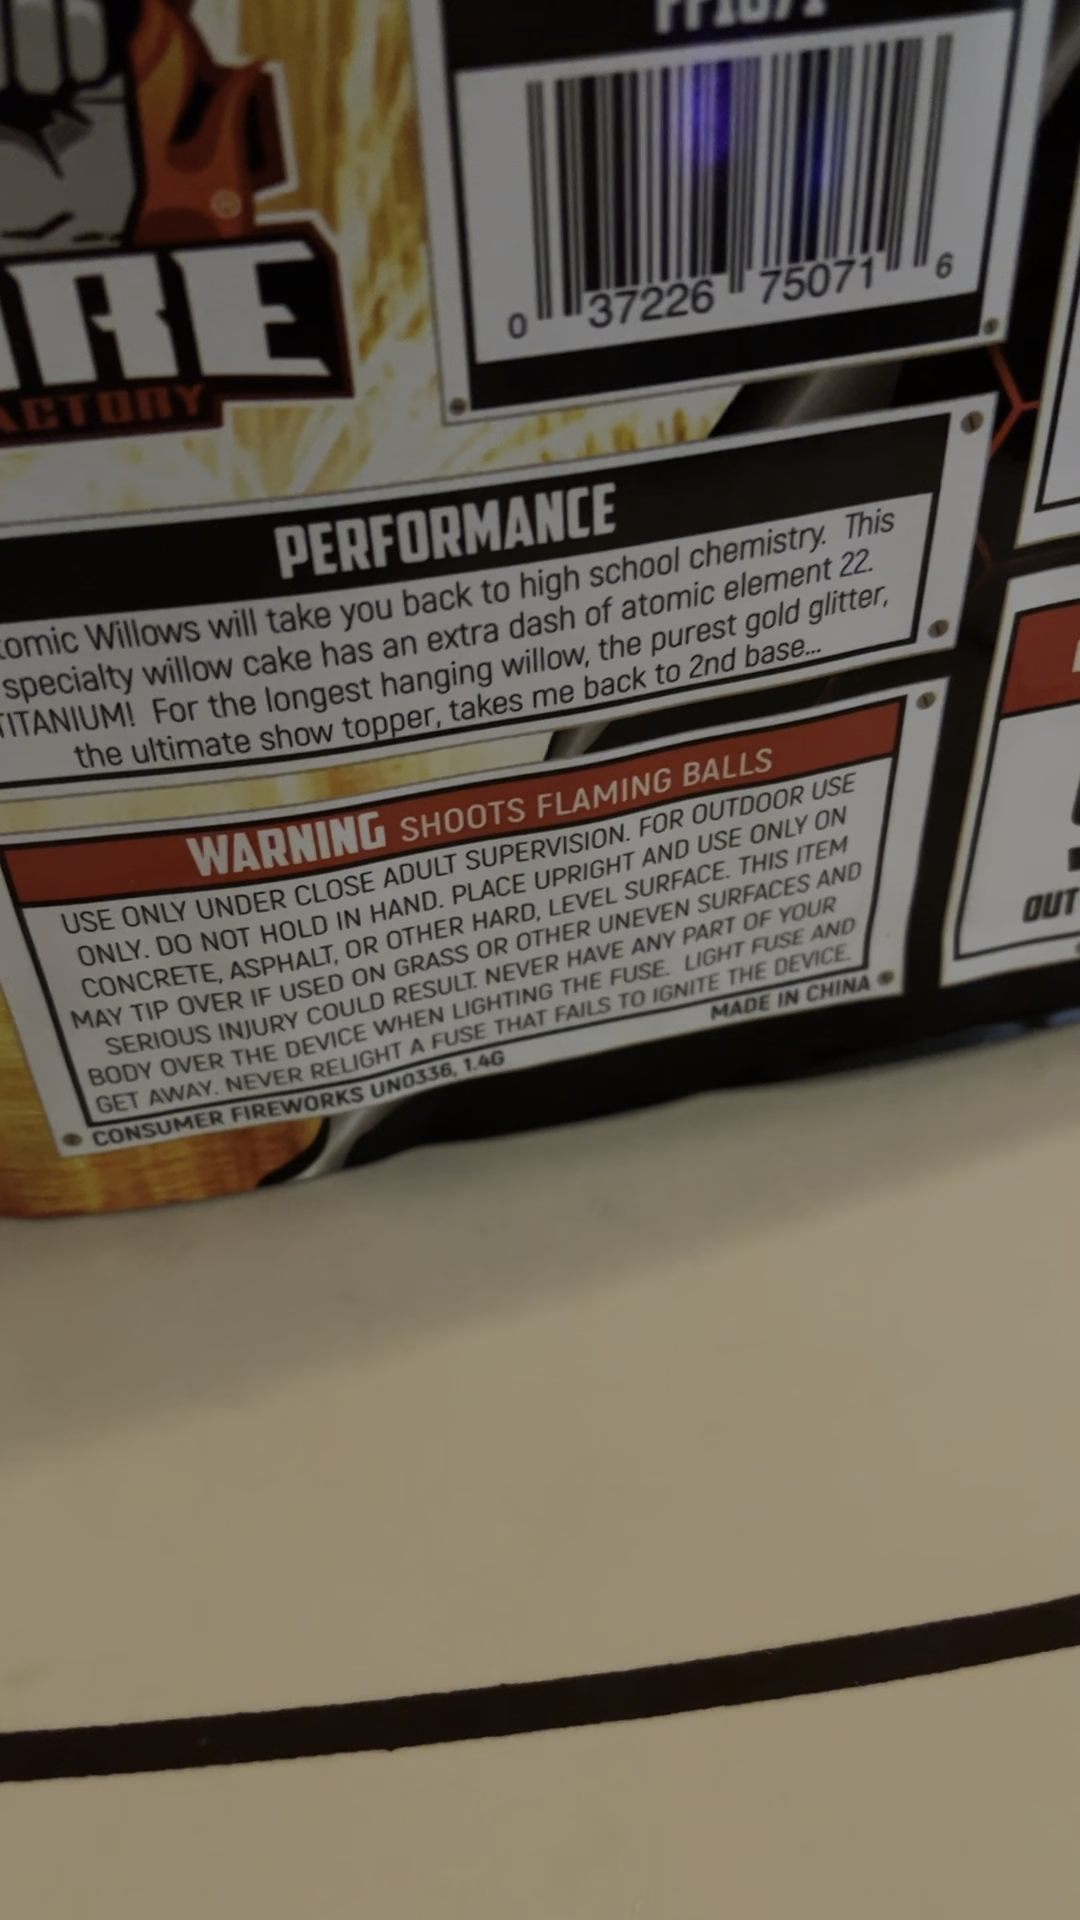 ®
ACTORY
0 37226 75071 6
PERFORMANCE
Willows will take you back to high school chemistry. This
specialty willow cake has an extra dash of atomic element 22.
TITANIUM! For the longest hanging willow, the purest gold glitter,
the ultimate show topper, takes me back to 2nd base...
WARNING SHOOTS FLAMING BALLS
USE ONLY UNDER CLOSE ADULT SUPERVISION. FOR OUTDOOR USE
ONLY. DO NOT HOLD IN HAND. PLACE UPRIGHT AND USE ONLY ON
CONCRETE, ASPHALT, OR OTHER HARD, LEVEL SURFACE. THIS ITEM
MAY TIP OVER IF USED ON GRASS OR OTHER UNEVEN SURFACES AND
SERIOUS INJURY COULD RESULT. NEVER HAVE ANY PART OF YOUR
BODY OVER THE DEVICE WHEN LIGHTING THE FUSE. LIGHT FUSE AND
GET AWAY. NEVER RELIGHT A FUSE THAT FAILS TO IGNITE THE DEVICE.
CONSUMER FIREWORKS UN0336, 1.4G
MADE IN CHINA
OUT